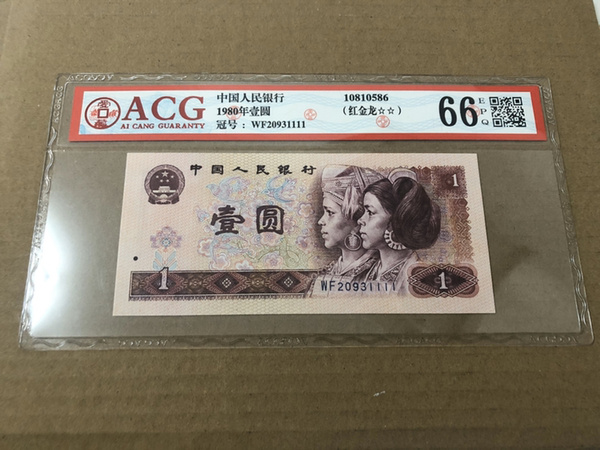 ACG
AI CANG GUARANTY
中国人民银行
1980年壹圆
冠号：WF20931111
10810586
（红金龙☆☆）
66
EPQ
中国人民银行
1
壹圆
1
WF20931111
1